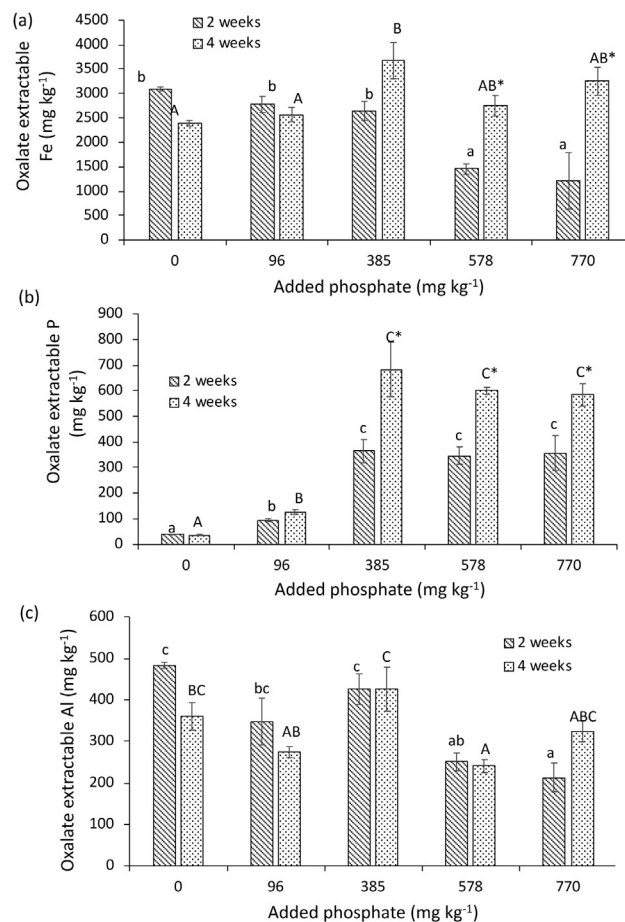 (a)
2 weeks
4 weeks
Oxalate extractable
Fe (mg kg⁻¹)
4500
4000
3500
3000
2500
2000
1500
1000
500
0
b A b A b B a AB* a AB*
0 96 385 578 770
Added phosphate (mg kg⁻¹)
(b)
2 weeks
4 weeks
Oxalate extractable P
(mg kg⁻¹)
900
800
700
600
500
400
300
200
100
0
a A b B c C* c C* c C*
0 96 385 578 770
Added phosphate (mg kg⁻¹)
(c)
2 weeks
4 weeks
Oxalate extractable Al (mg kg⁻¹)
600
500
400
300
200
100
0
c BC bc AB c C ab A a ABC
0 96 385 578 770
Added phosphate (mg kg⁻¹)